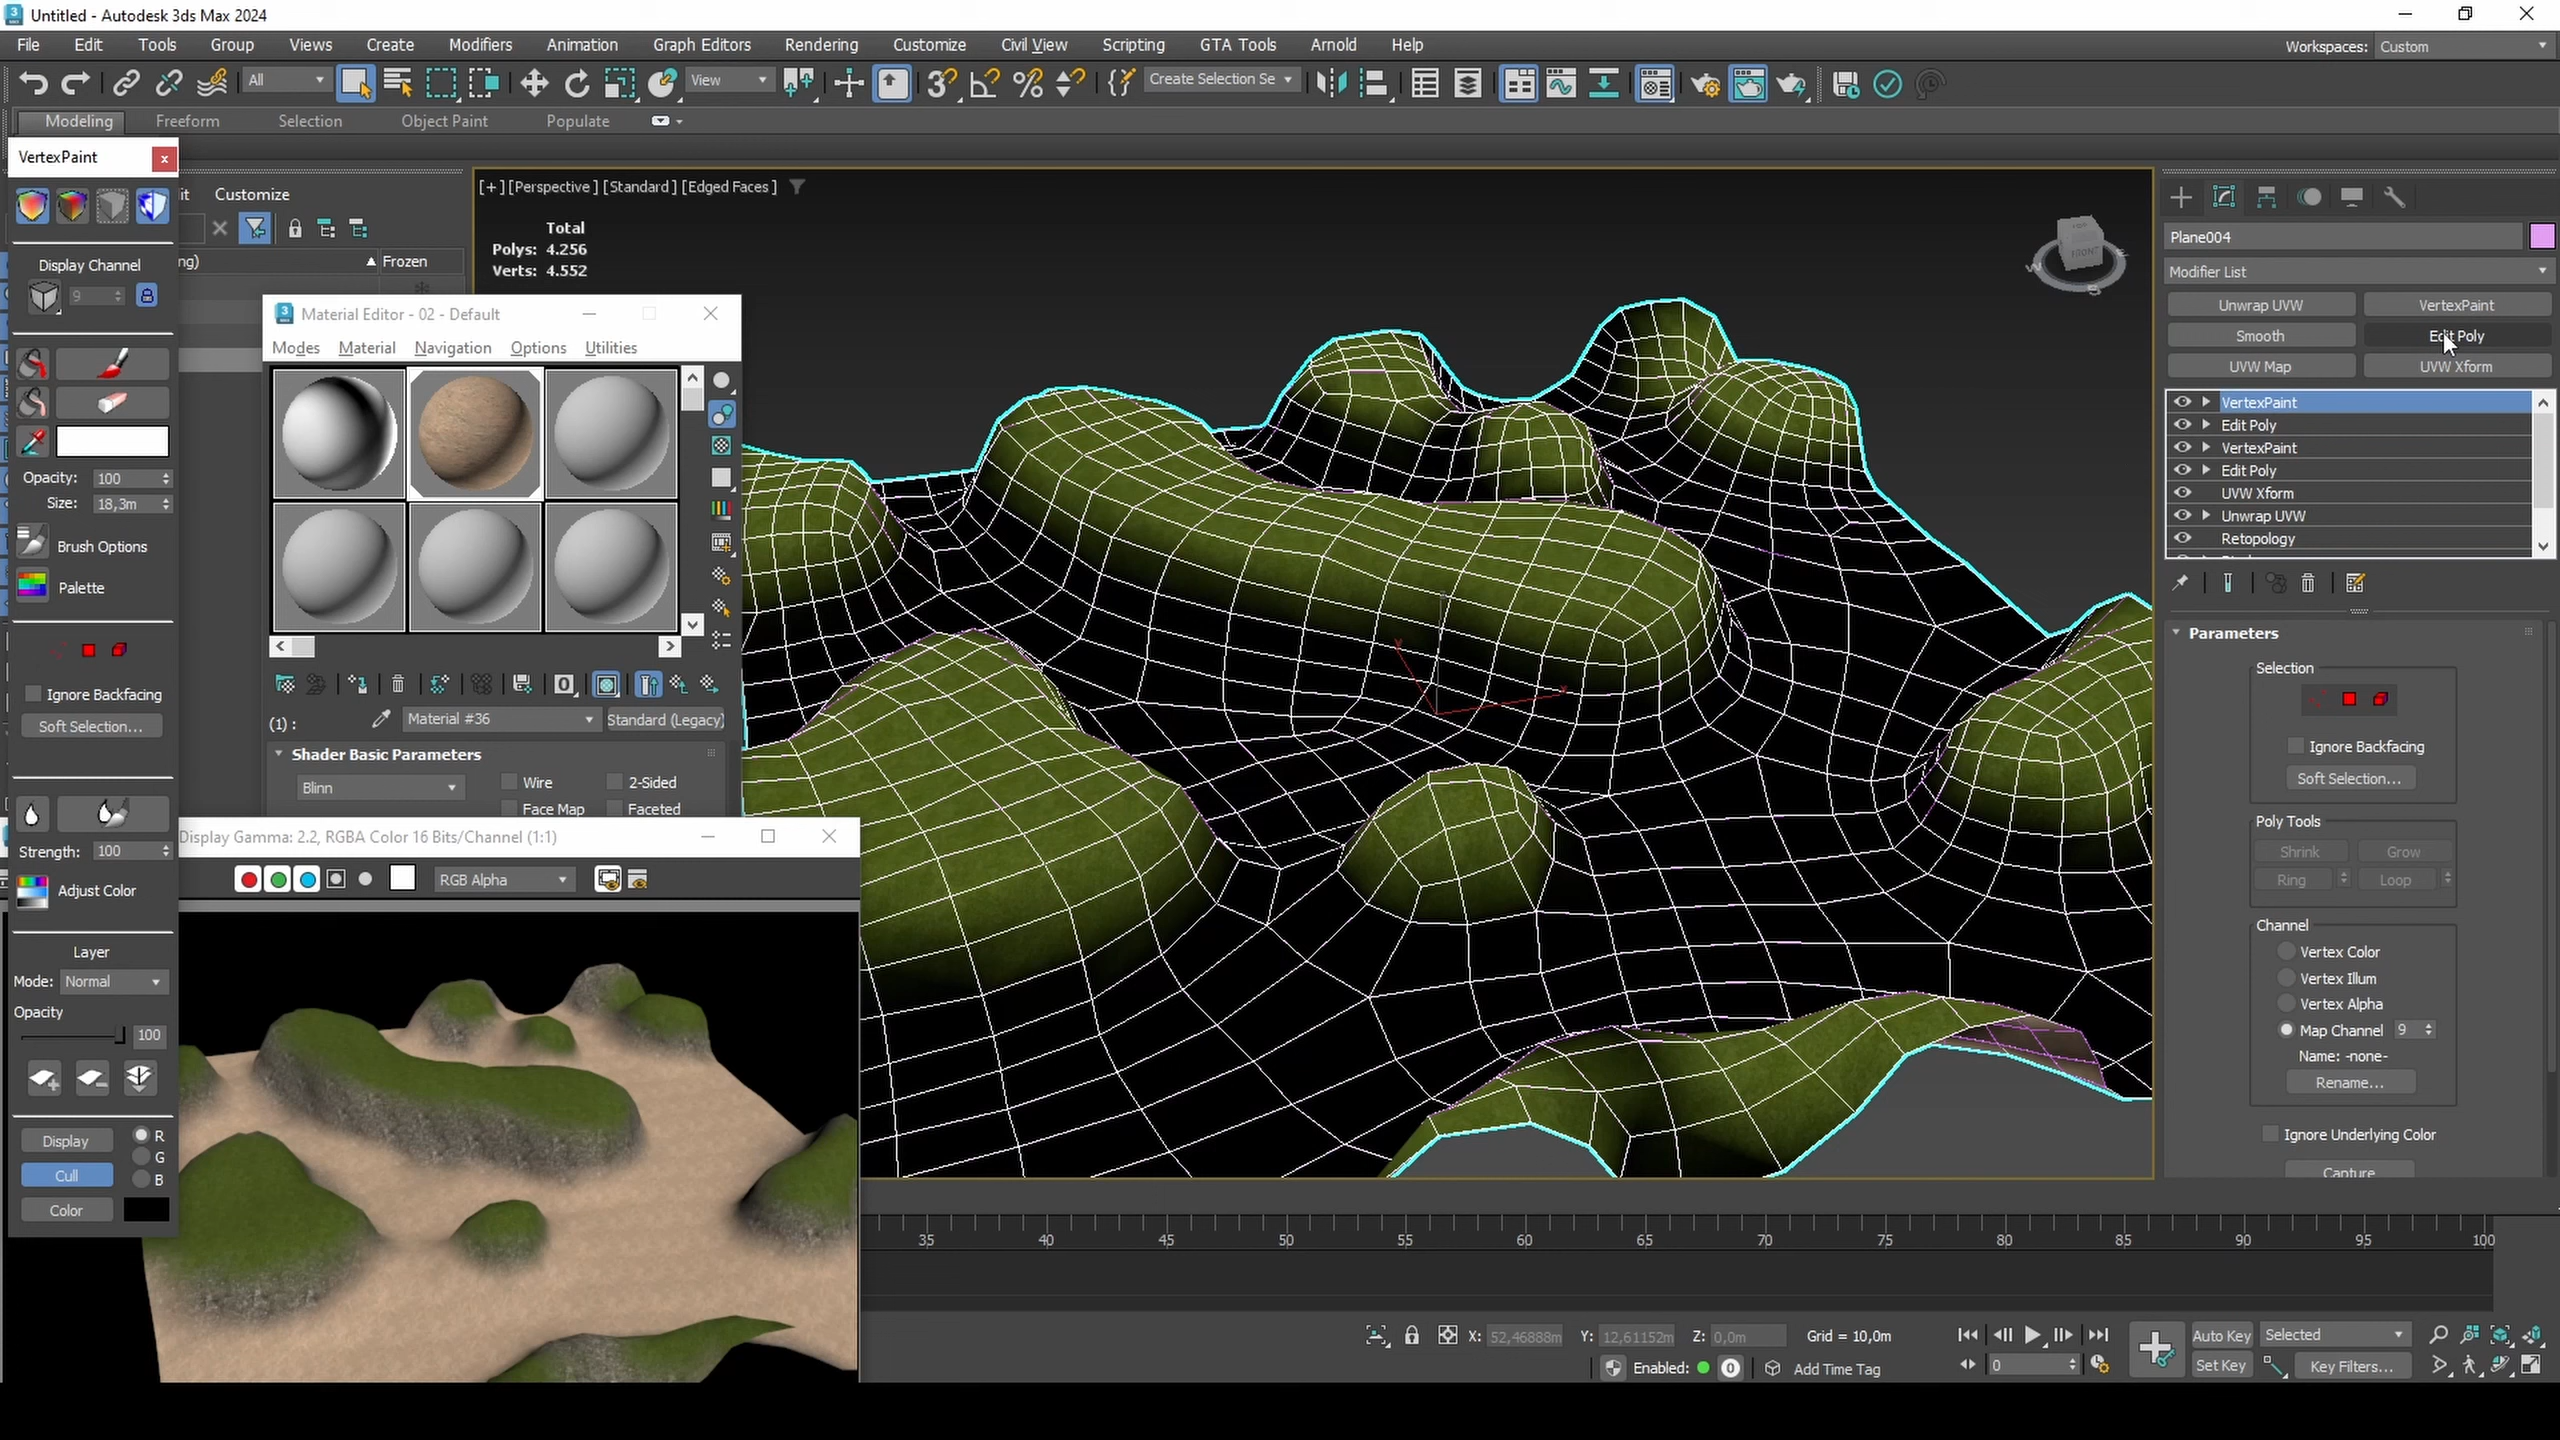 Untitled - Autodesk 3ds Max 2024
File Edit Tools Group Views Create Modifiers Animation Graph Editors Rendering Customize Civil View Scripting GTA Tools Arnold Help
Workspaces: Custom
All
View
Create Selection Se
Modeling Freeform Selection Object Paint Populate
VertexPaint
x
it Customize
Display Channel
ng) Frozen
9
Opacity: 100
Size: 18,3m
Brush Options
Palette
Ignore Backfacing
Soft Selection...
Strength: 100
Adjust Color
Layer
Mode: Normal
Opacity
100
Display
R
G
Cull
B
Color
Material Editor - 02 - Default
Modes Material Navigation Options Utilities
(1) : Material #36 Standard (Legacy)
Shader Basic Parameters
Blinn
Wire 2-Sided
Face Map Faceted
Display Gamma: 2.2, RGBA Color 16 Bits/Channel (1:1)
RGB Alpha
[+] [Perspective] [Standard] [Edged Faces]
Total
Polys: 4.256
Verts: 4.552
FRONT
Plane004
Modifier List
Unwrap UVW VertexPaint
Smooth Edit Poly
UVW Map UVW Xform
VertexPaint
Edit Poly
VertexPaint
Edit Poly
UVW Xform
Unwrap UVW
Retopology
Parameters
Selection
Ignore Backfacing
Soft Selection...
Poly Tools
Shrink Grow
Ring Loop
Channel
Vertex Color
Vertex Illum
Vertex Alpha
Map Channel 9
Name: -none-
Rename...
Ignore Underlying Color
Capture
35 40 45 50 55 60 65 70 75 80 85 90 95 100
X: 52,46888m Y: 12,61152m Z: 0,0m Grid = 10,0m
Enabled: 0 Add Time Tag
0
Auto Key Selected
Set Key Key Filters...